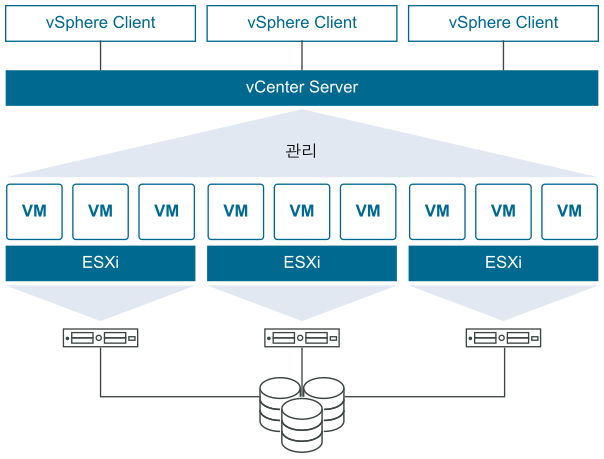 vSphere Client
vSphere Client
vSphere Client
vCenter Server
관리
VM
VM
VM
VM
VM
VM
VM
VM
VM
ESXi
ESXi
ESXi